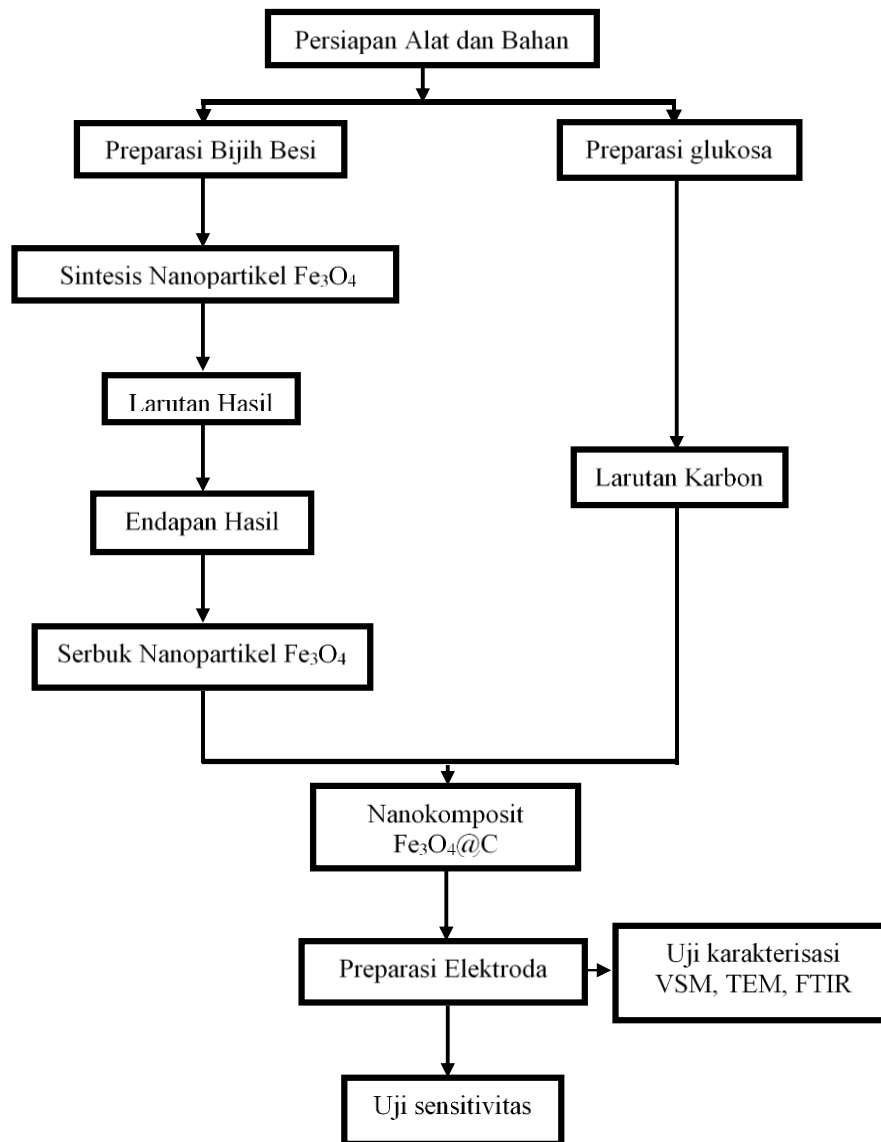 Persiapan Alat dan Bahan
Preparasi Bijih Besi
Preparasi glukosa
Sintesis Nanopartikel Fe₃O₄
Larutan Hasil
Larutan Karbon
Endapan Hasil
Serbuk Nanopartikel Fe₃O₄
Nanokomposit
Fe₃O₄@C
Preparasi Elektroda
Uji karakterisasi
VSM, TEM, FTIR
Uji sensitivitas